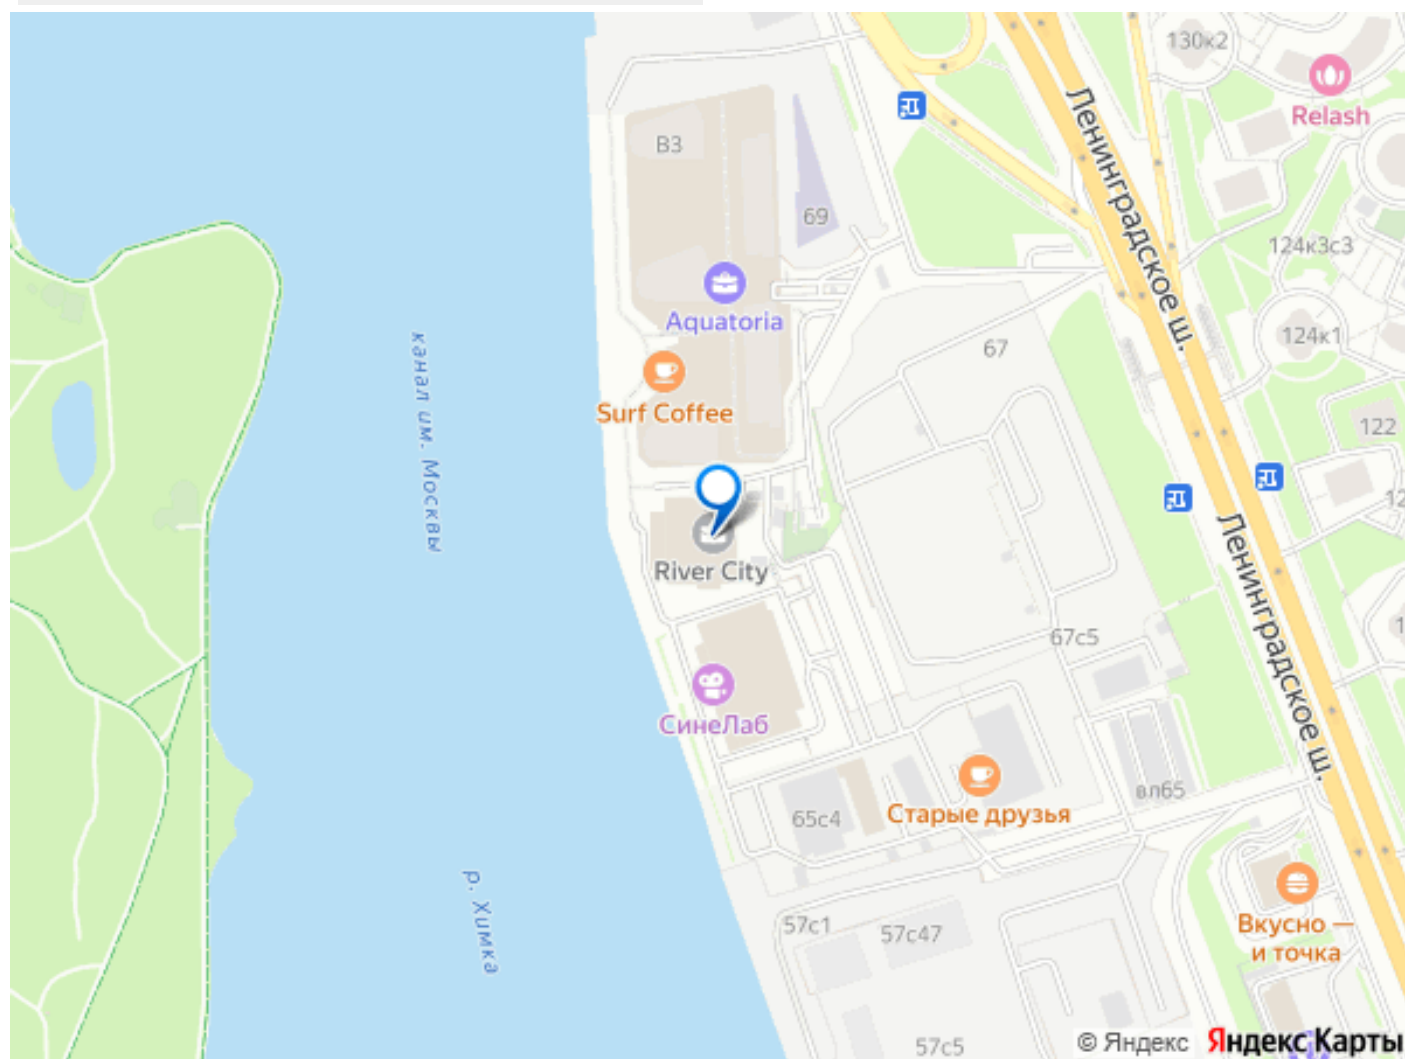 130к2
Relash
Ленинградское ш.
В3
69
124к3с3
Aquatoria
67
124к1
канал им. Москвы
Surf Coffee
122
Ленинградское ш.
River City
67с5
СинеЛаб
вл65
65с4
Старые друзья
р. Химка
57с1
57с47
Вкусно —
и точка
57с5
© Яндекс
Яндекс Карты